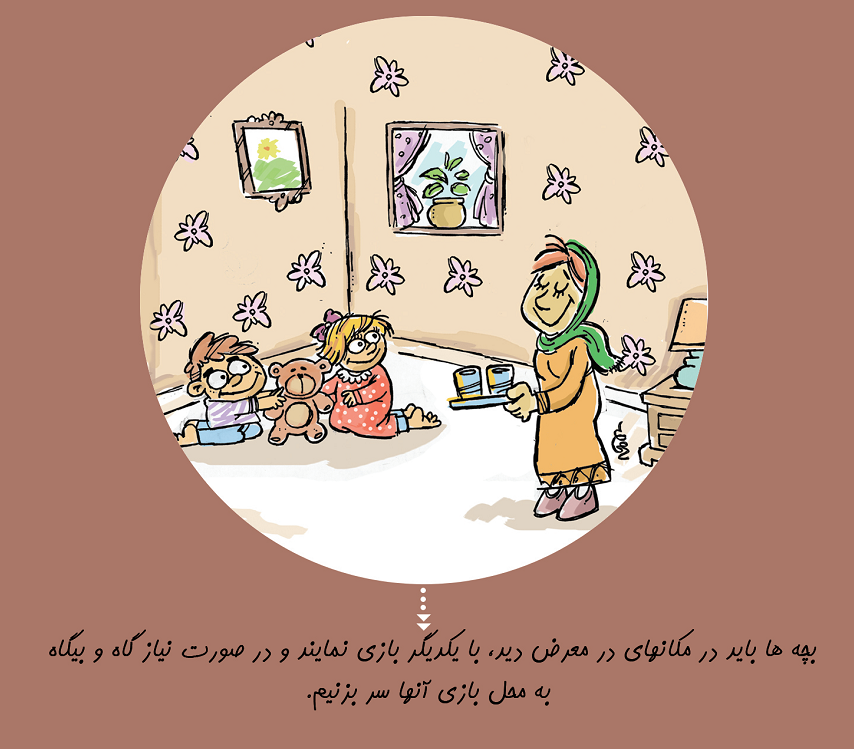 بچه ها باید در مکانهای در معرض دید، با یکدیگر بازی نمایند و در صورت نیاز گاه و بیگاه
به محل بازی آنها سر بزنیم.